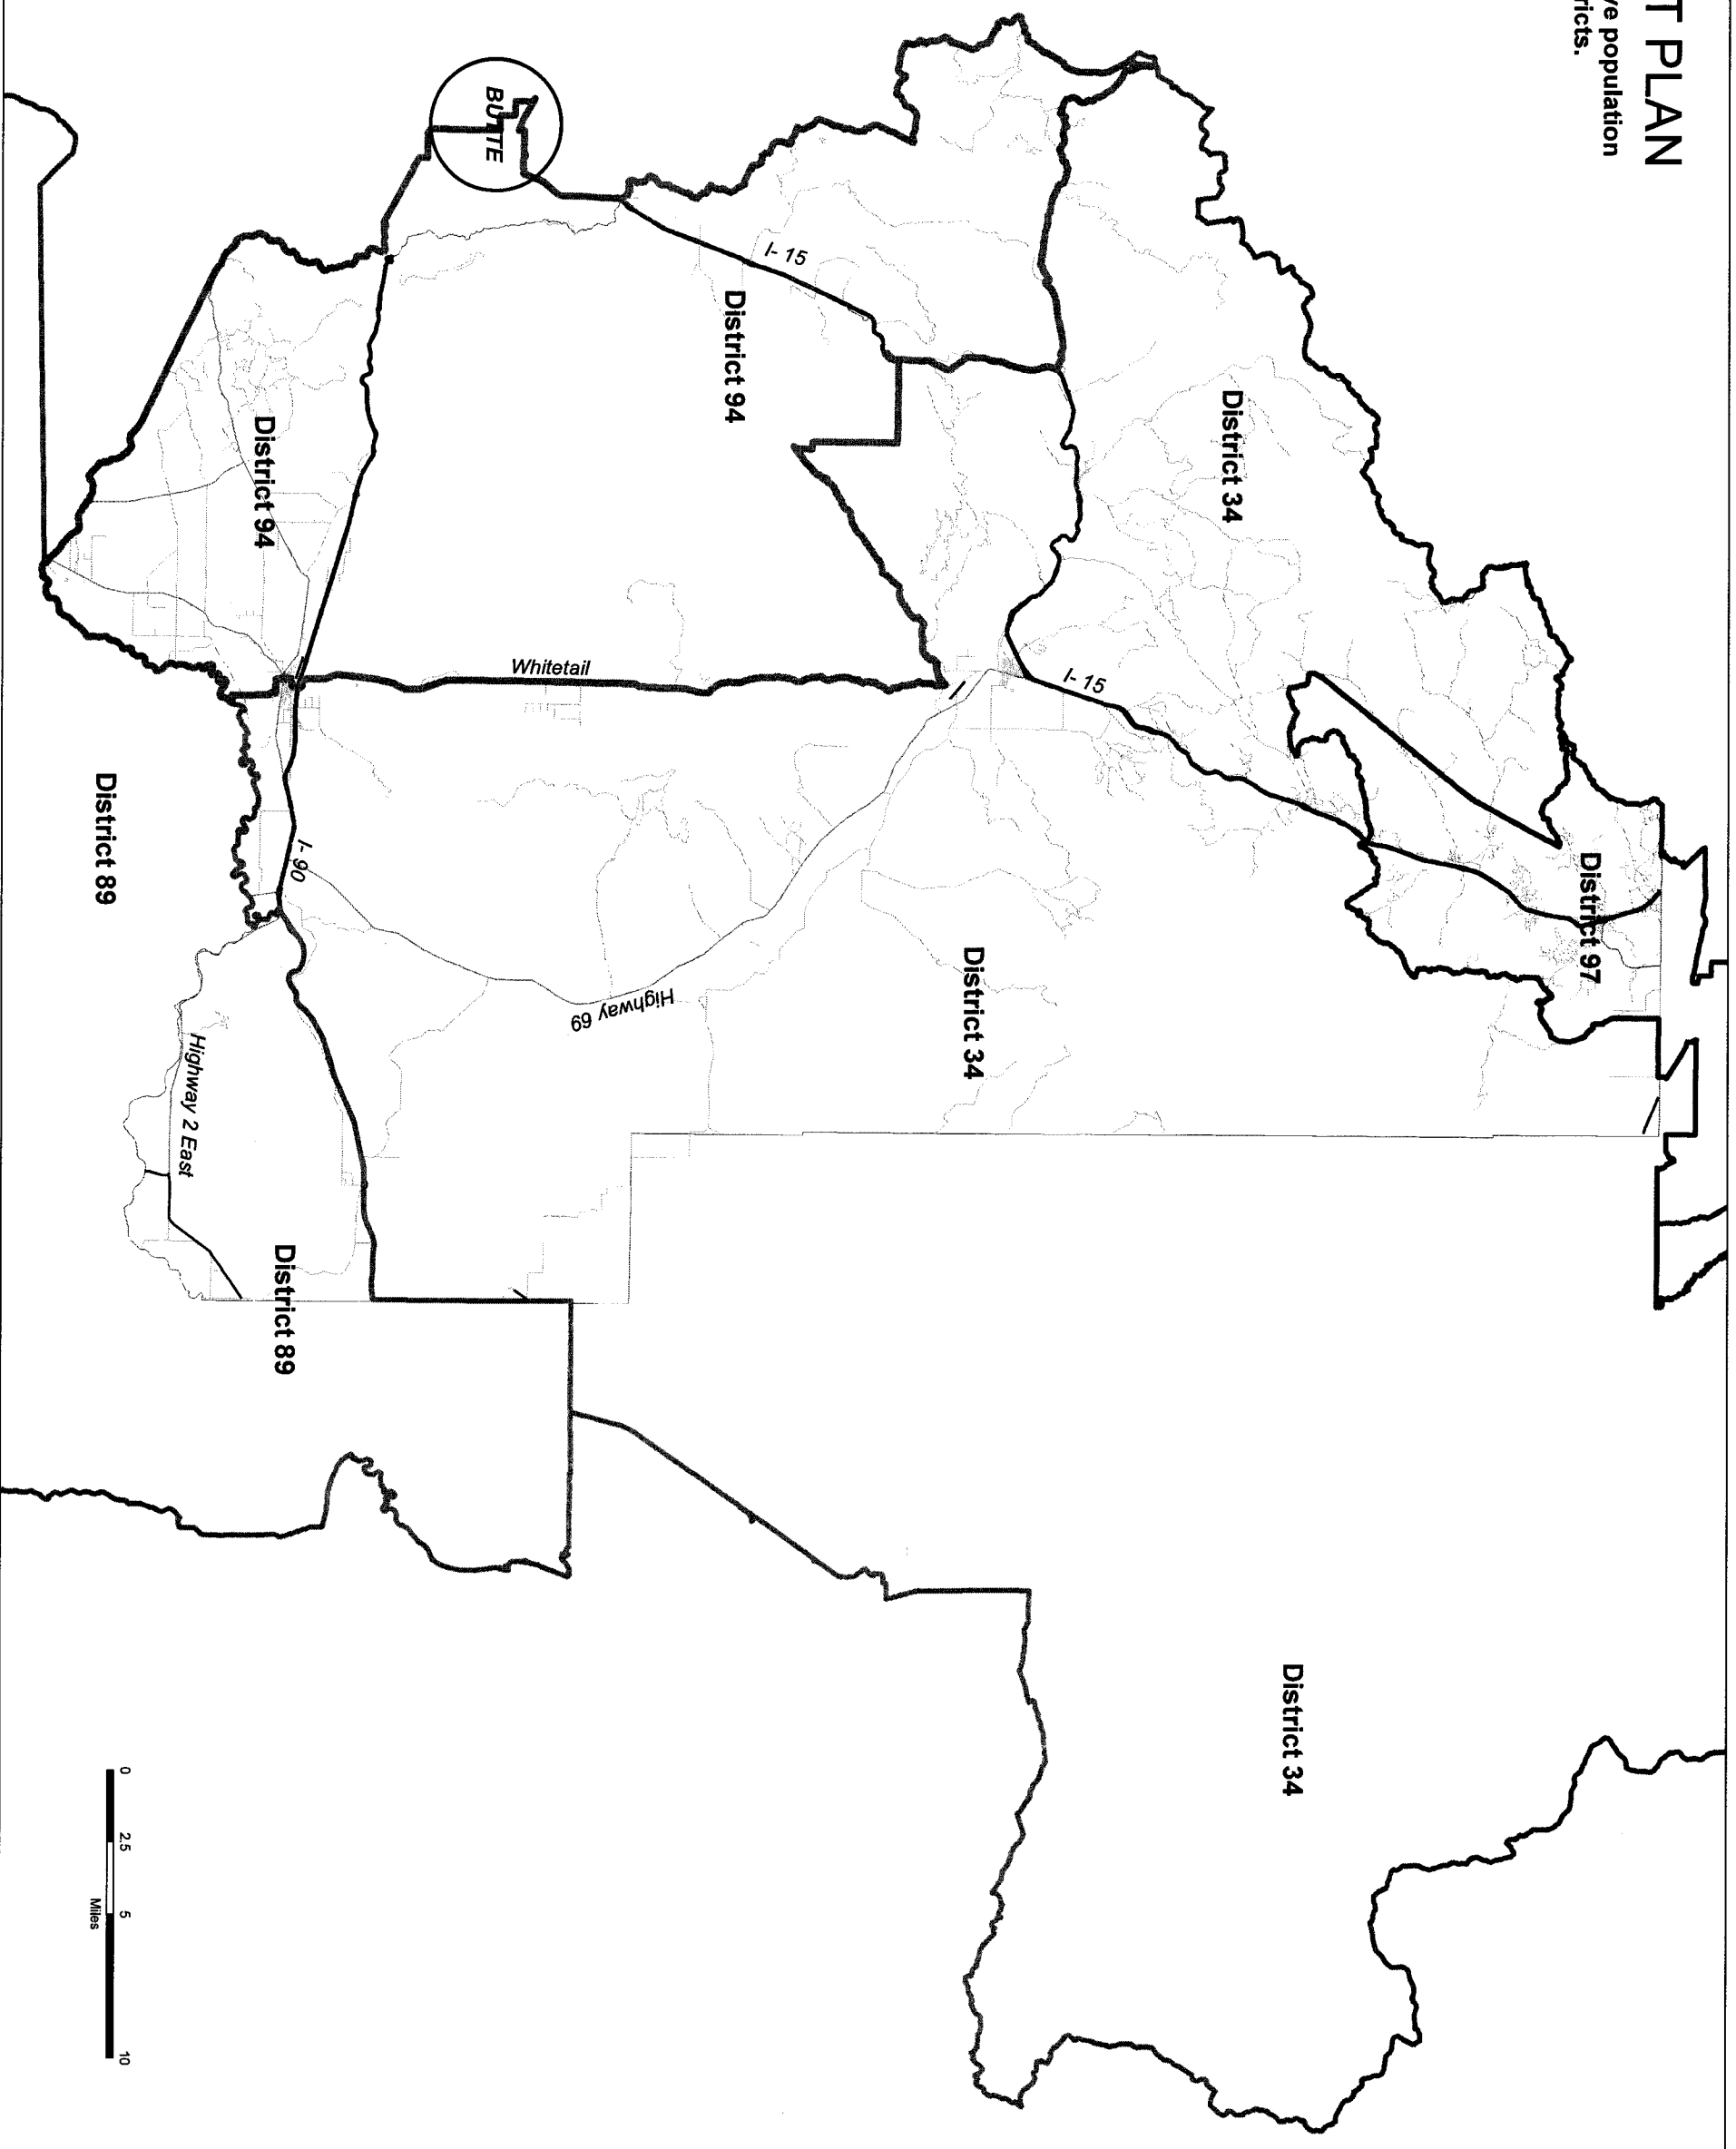 T PLAN
ve population
ricts.
District 97
District 34
I- 15
District 34
District 34
I- 15
District 94
Highway 69
Whitetail
BUTTE
I- 90
District 94
District 89
Highway 2 East
District 89
0 2.5 5 10
Miles